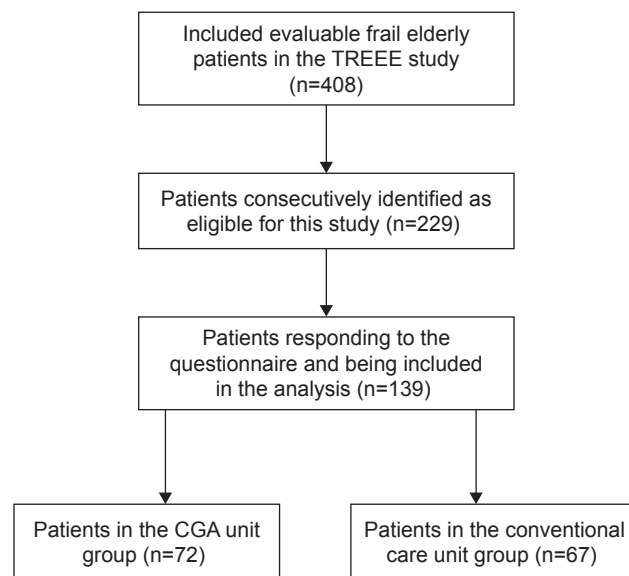 Included evaluable frail elderly
patients in the TREEE study
(n=408)
Patients consecutively identified as
eligible for this study (n=229)
Patients responding to the
questionnaire and being included
in the analysis (n=139)
Patients in the CGA unit
group (n=72)
Patients in the conventional
care unit group (n=67)